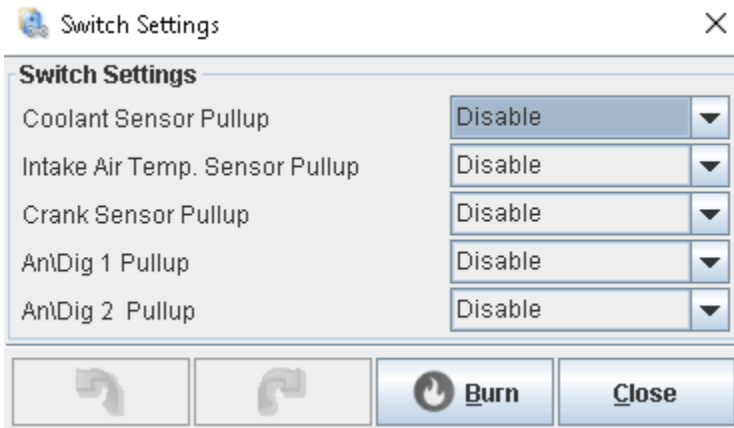 Switch Settings
Switch Settings
Coolant Sensor Pullup Disable
Intake Air Temp. Sensor Pullup Disable
Crank Sensor Pullup Disable
An\Dig 1 Pullup Disable
An\Dig 2 Pullup Disable
Burn Close